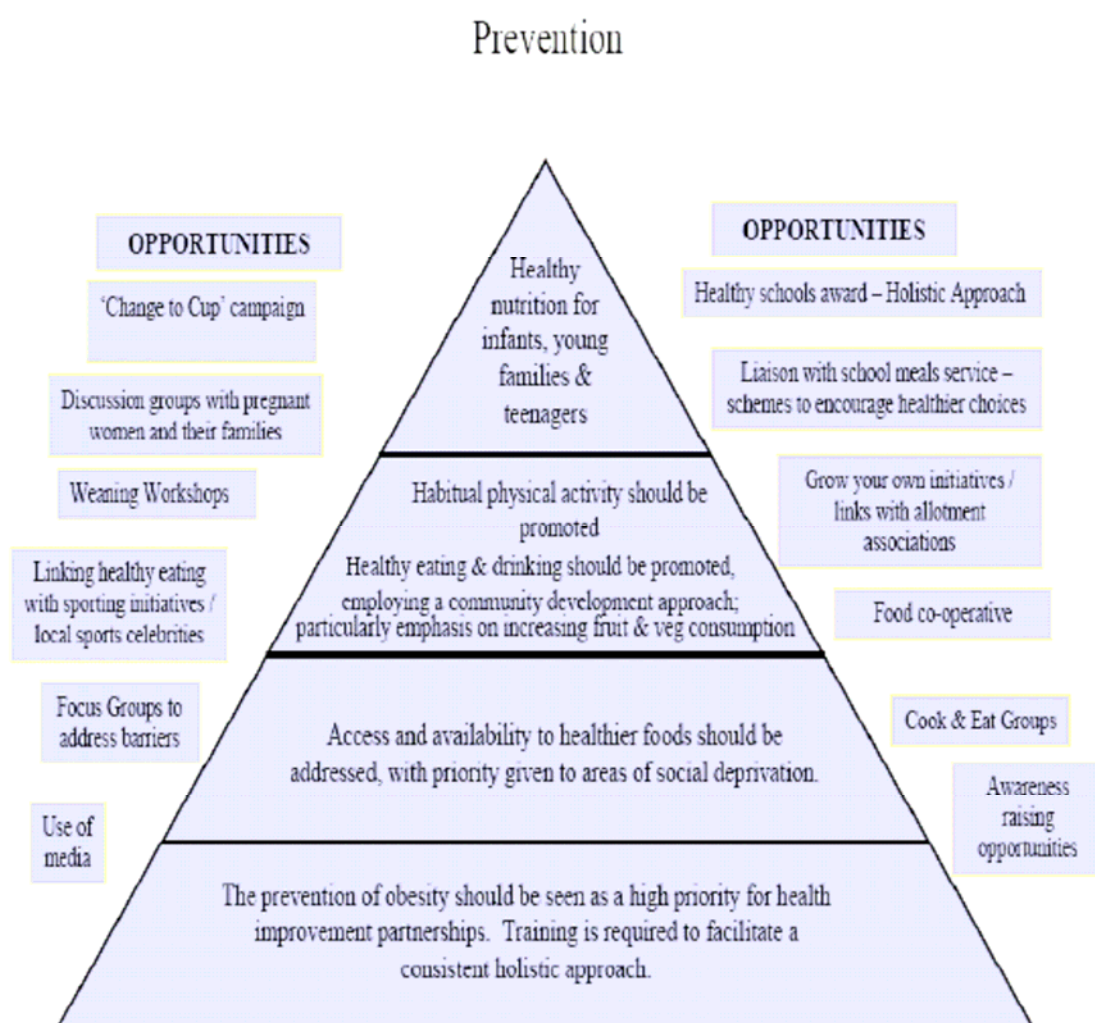 Prevention
OPPORTUNITIES
'Change to Cup' campaign
Discussion groups with pregnant
women and their families
Weaning Workshops
Linking healthy eating
with sporting initiatives /
local sports celebrities
Focus Groups to
address barriers
Use of
media
Healthy
nutrition for
infants, young
families &
teenagers
Habitual physical activity should be
promoted
Healthy eating & drinking should be promoted,
employing a community development approach;
particularly emphasis on increasing fruit & veg consumption
Access and availability to healthier foods should be
addressed, with priority given to areas of social deprivation.
The prevention of obesity should be seen as a high priority for health
improvement partnerships. Training is required to facilitate a
consistent holistic approach.
OPPORTUNITIES
Healthy schools award – Holistic Approach
Liaison with school meals service –
schemes to encourage healthier choices
Grow your own initiatives /
links with allotment
associations
Food co-operative
Cook & Eat Groups
Awareness
raising
opportunities